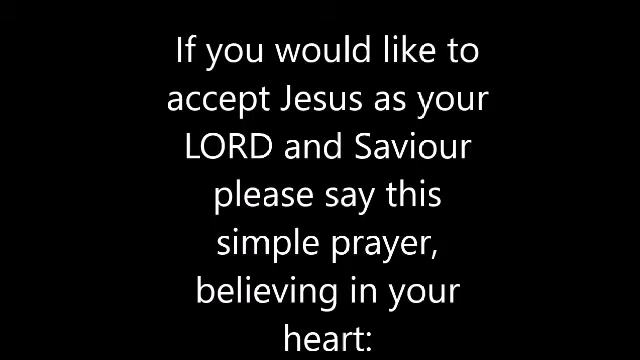 If you would like to
accept Jesus as your
LORD and Saviour
please say this
simple prayer,
believing in your
heart: